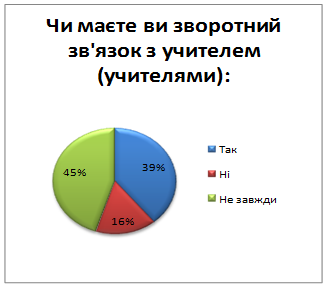 Чи маєте ви зворотний
зв'язок з учителем
(учителями):
45%
39%
16%
Так
Ні
Не завжди